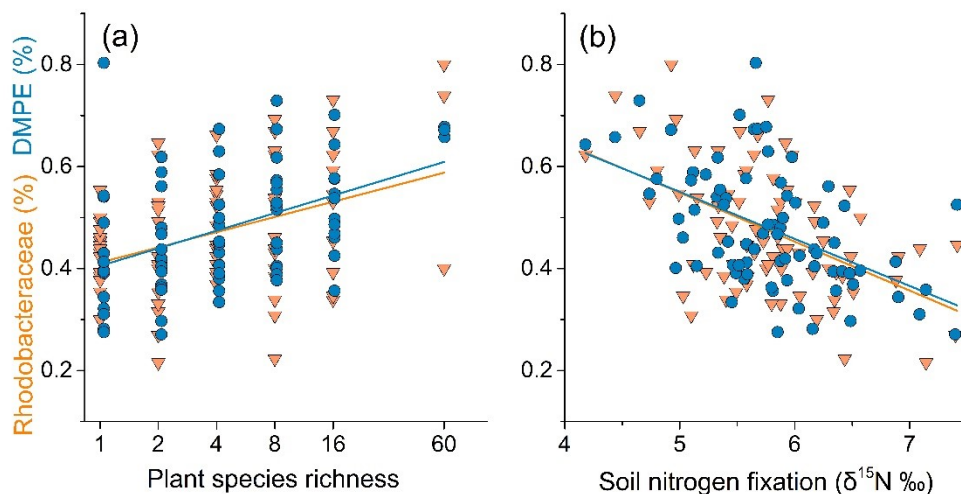 Rhodobacteraceae (%) DMPE (%)
(a)
0.8
0.6
0.4
0.2
1 2 4 8 16 60
Plant species richness
(b)
0.8
0.6
0.4
0.2
4 5 6 7
Soil nitrogen fixation (δ¹⁵N ‰)